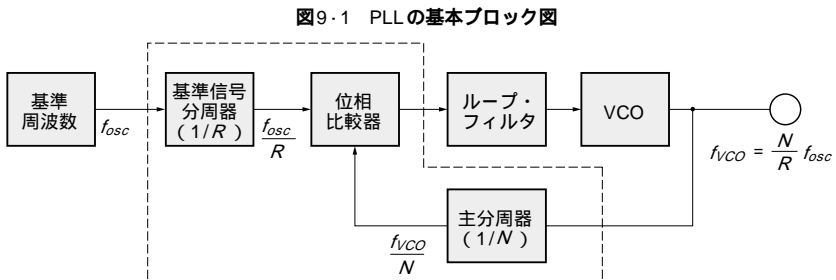 図9・1 PLLの基本ブロック図
基準
周波数
fosc
基準信号
分周器
(1/R)
fosc
R
位相
比較器
ループ・
フィルタ
VCO
fVCO = N/R fosc
主分周器
(1/N)
fVCO
N